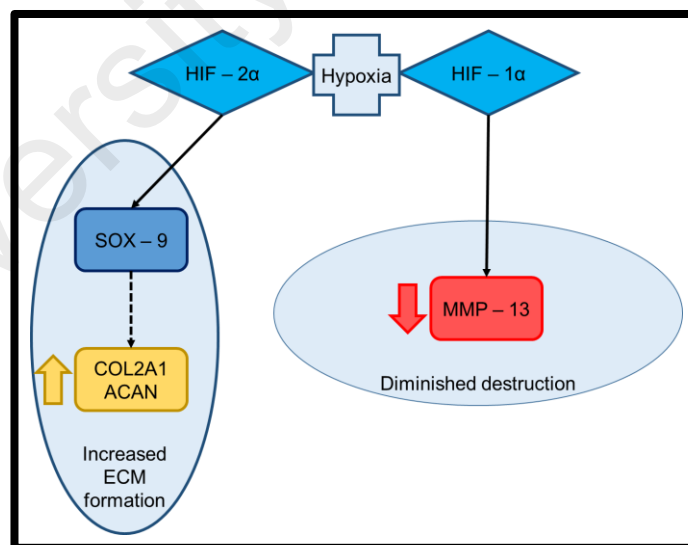 HIF – 2α
Hypoxia
HIF – 1α
SOX – 9
MMP – 13
COL2A1
ACAN
Diminished destruction
Increased
ECM
formation